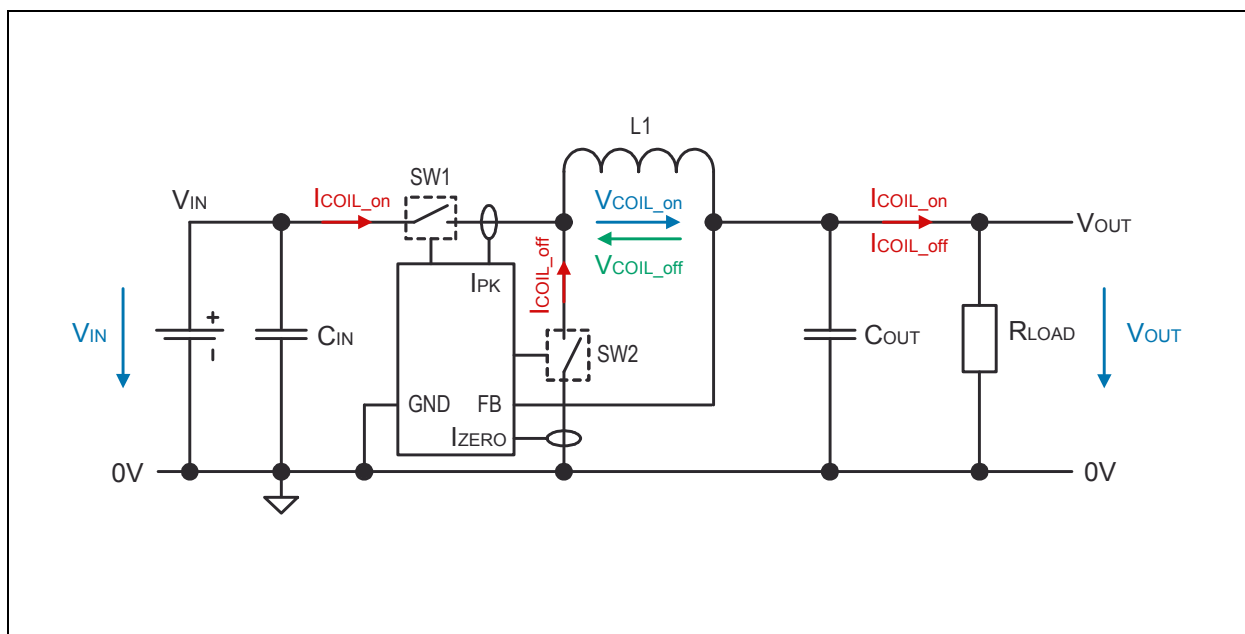 L1
SW1
VIN
ICOIL_on
VCOIL_on
ICOIL_on
VOUT
ICOIL_off
VCOIL_off
IPK
ICOIL_off
VIN
+
-
CIN
SW2
COUT
RLOAD
VOUT
GND
FB
IZERO
0V
0V